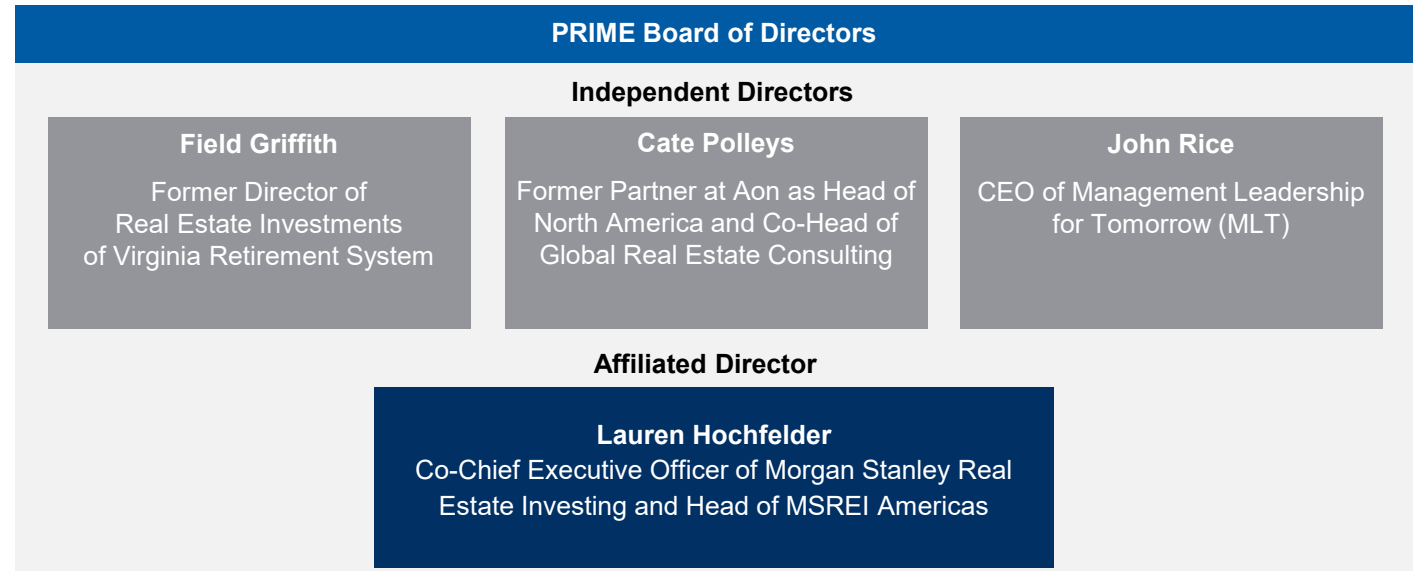 PRIME Board of Directors
Independent Directors
Field Griffith
Former Director of
Real Estate Investments
of Virginia Retirement System
Cate Polleys
Former Partner at Aon as Head of
North America and Co-Head of
Global Real Estate Consulting
John Rice
CEO of Management Leadership
for Tomorrow (MLT)
Affiliated Director
Lauren Hochfelder
Co-Chief Executive Officer of Morgan Stanley Real
Estate Investing and Head of MSREI Americas